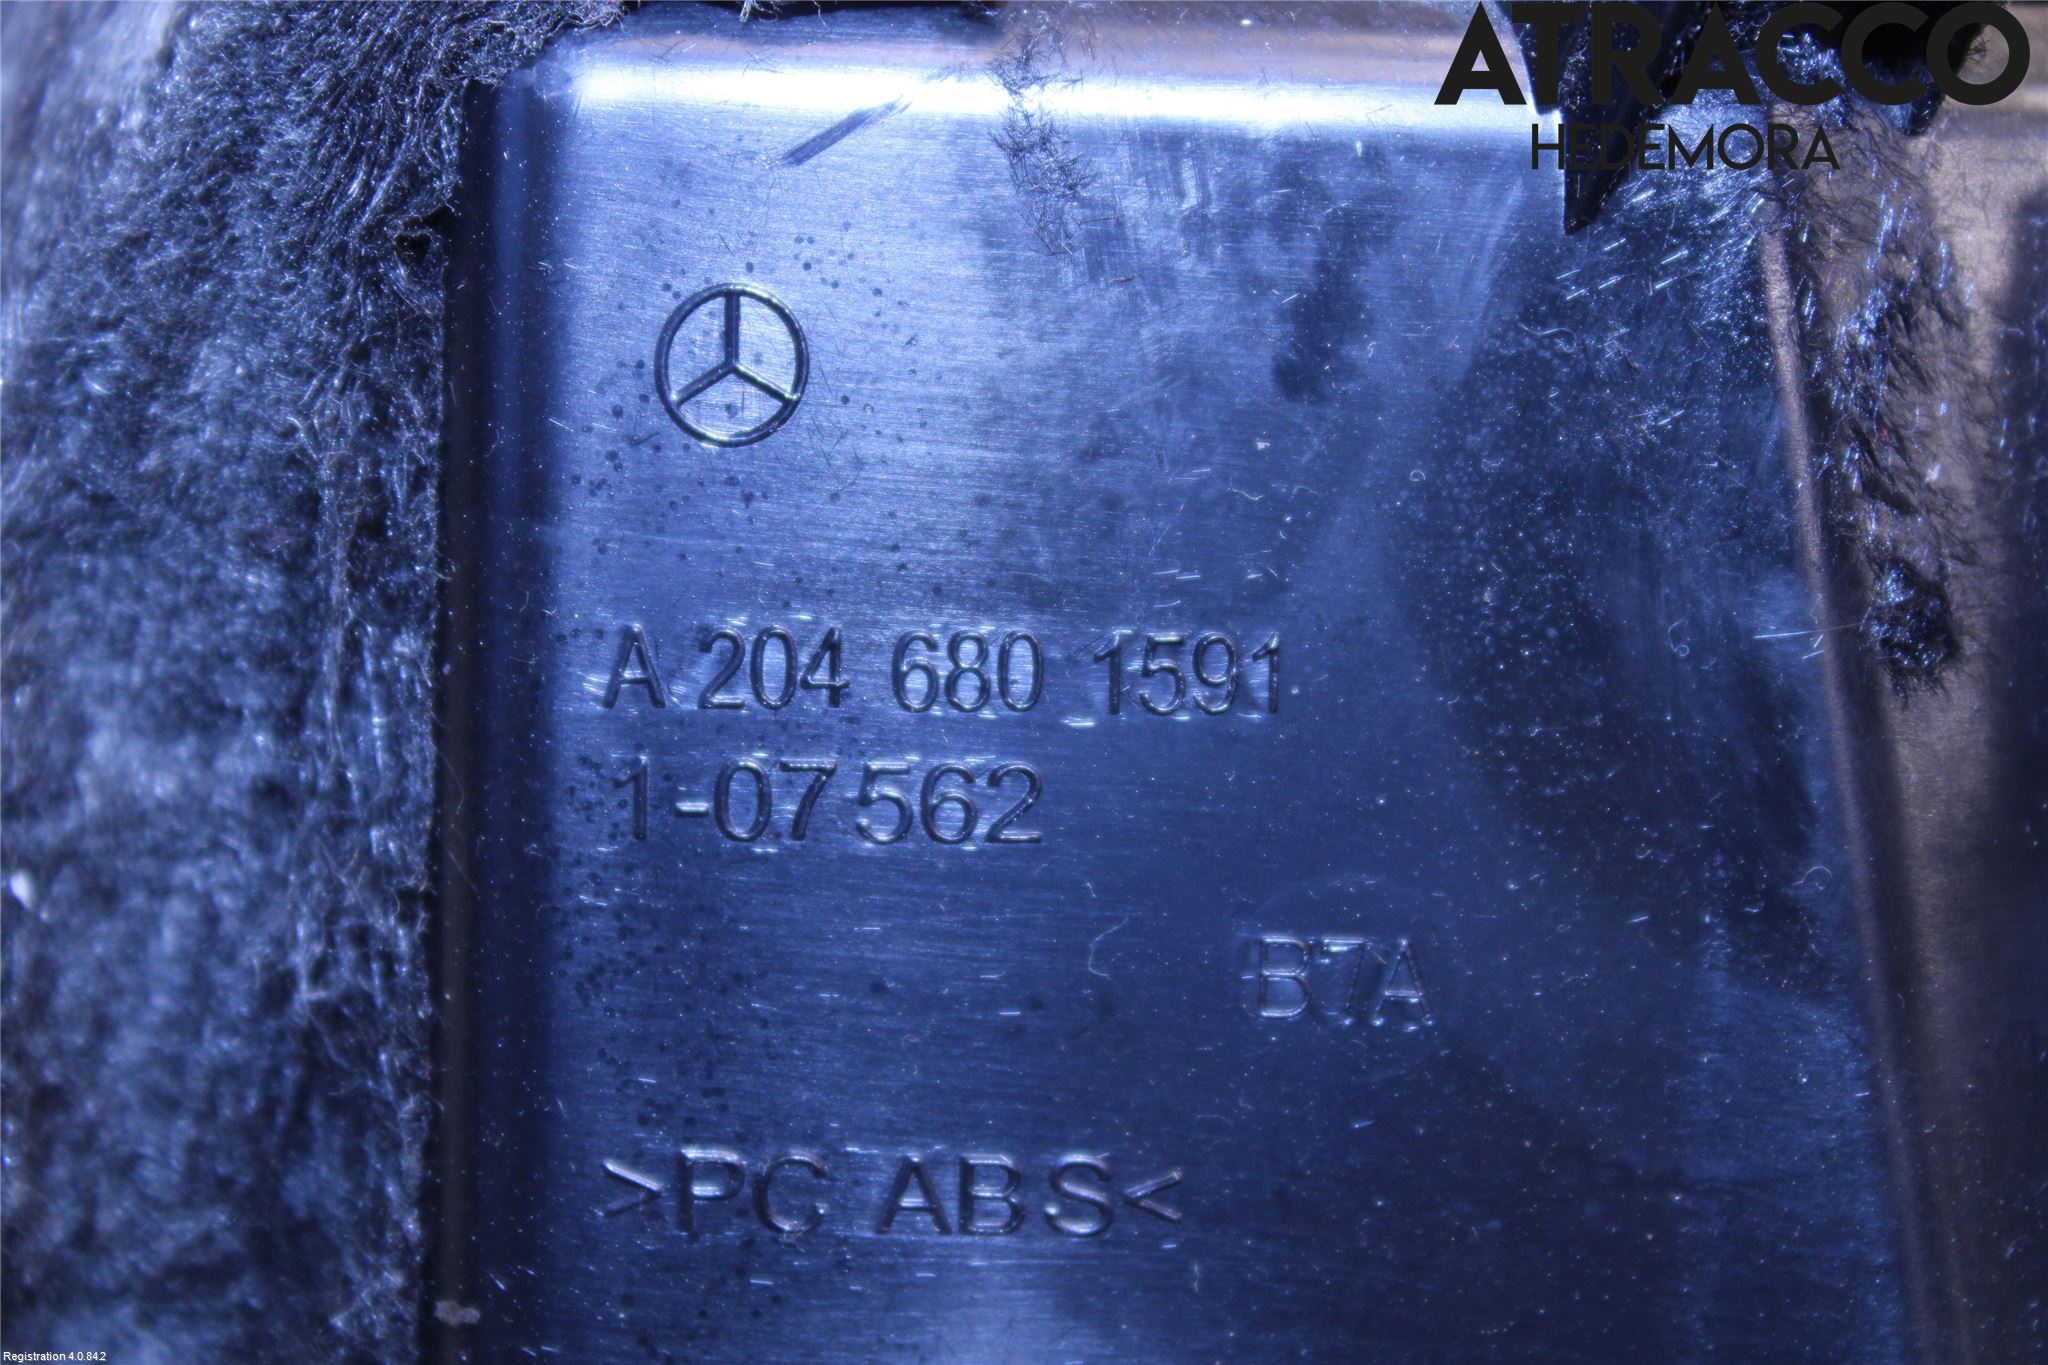 ATRACCO
HEDEMORA
A 204 680 1591
1-07562
B7A
>PC ABS<
Registration 4.0.84.2